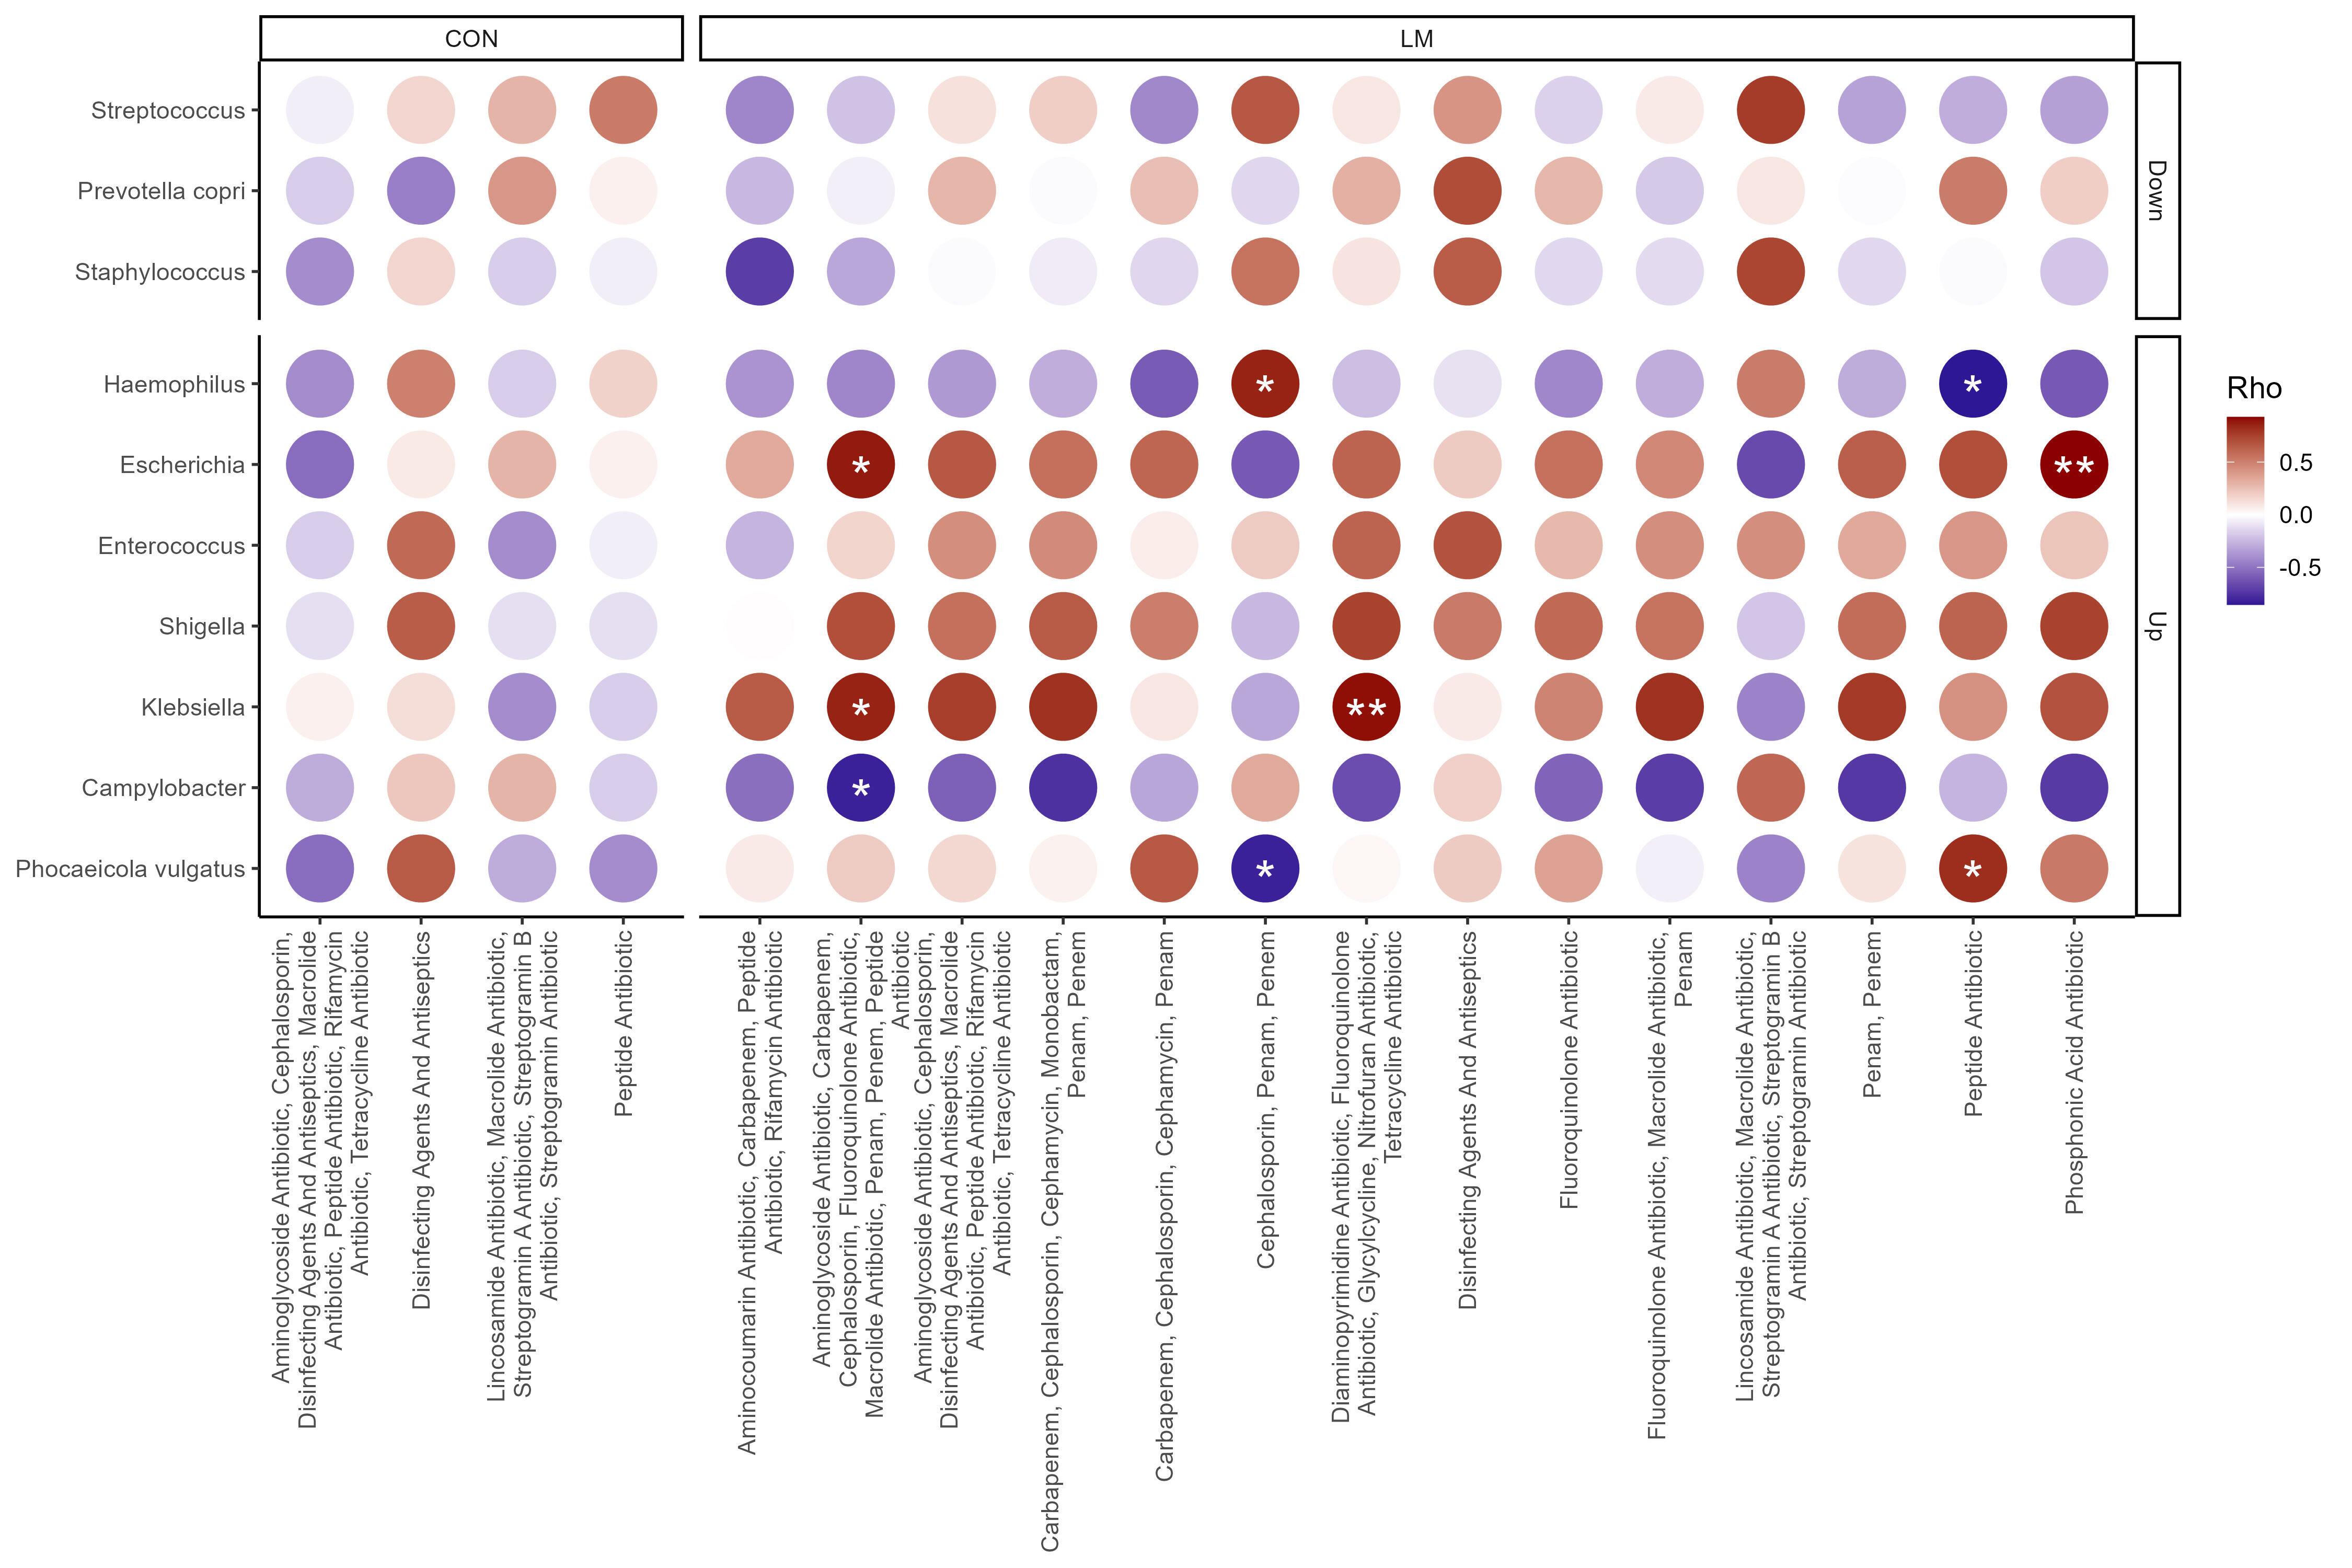 CON
LM
Streptococcus
Prevotella copri
Staphylococcus
Down
Haemophilus
*
*
Escherichia
*
**
Enterococcus
Shigella
Klebsiella
*
**
Campylobacter
*
Phocaeicola vulgatus
*
*
Up
Rho
0.5
0.0
-0.5
Aminoglycoside Antibiotic, Cephalosporin,
Disinfecting Agents And Antiseptics, Macrolide
Antibiotic, Peptide Antibiotic, Rifamycin
Antibiotic, Tetracycline Antibiotic
Disinfecting Agents And Antiseptics
Lincosamide Antibiotic, Macrolide Antibiotic,
Streptogramin A Antibiotic, Streptogramin B
Antibiotic, Streptogramin Antibiotic
Peptide Antibiotic
Aminocoumarin Antibiotic, Carbapenem, Peptide
Antibiotic, Rifamycin Antibiotic
Aminoglycoside Antibiotic, Carbapenem,
Cephalosporin, Fluoroquinolone Antibiotic,
Macrolide Antibiotic, Penam, Penem, Peptide
Antibiotic
Aminoglycoside Antibiotic, Cephalosporin,
Disinfecting Agents And Antiseptics, Macrolide
Antibiotic, Peptide Antibiotic, Rifamycin
Antibiotic, Tetracycline Antibiotic
Carbapenem, Cephalosporin, Cephamycin, Monobactam,
Penam, Penem
Carbapenem, Cephalosporin, Cephamycin, Penam
Cephalosporin, Penam, Penem
Diaminopyrimidine Antibiotic, Fluoroquinolone
Antibiotic, Glycylcycline, Nitrofuran Antibiotic,
Tetracycline Antibiotic
Disinfecting Agents And Antiseptics
Fluoroquinolone Antibiotic
Fluoroquinolone Antibiotic, Macrolide Antibiotic,
Penam
Lincosamide Antibiotic, Macrolide Antibiotic,
Streptogramin A Antibiotic, Streptogramin B
Antibiotic, Streptogramin Antibiotic
Penam, Penem
Peptide Antibiotic
Phosphonic Acid Antibiotic